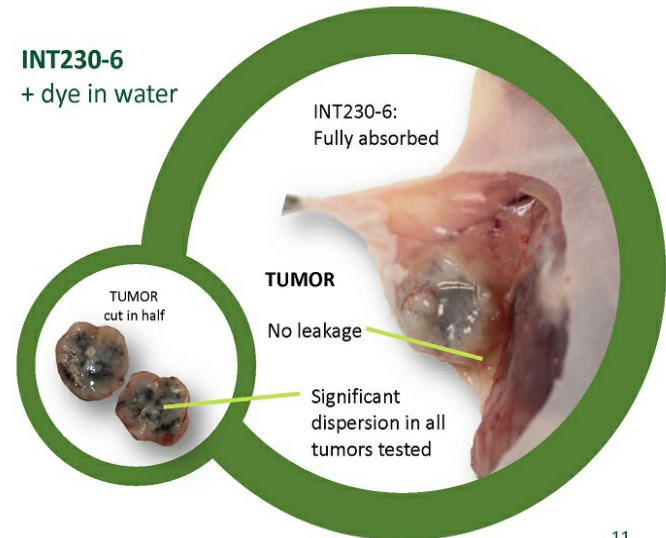 INT230-6
+ dye in water
INT230-6:
Fully absorbed
TUMOR
No leakage
TUMOR
cut in half
Significant
dispersion in all
tumors tested
11